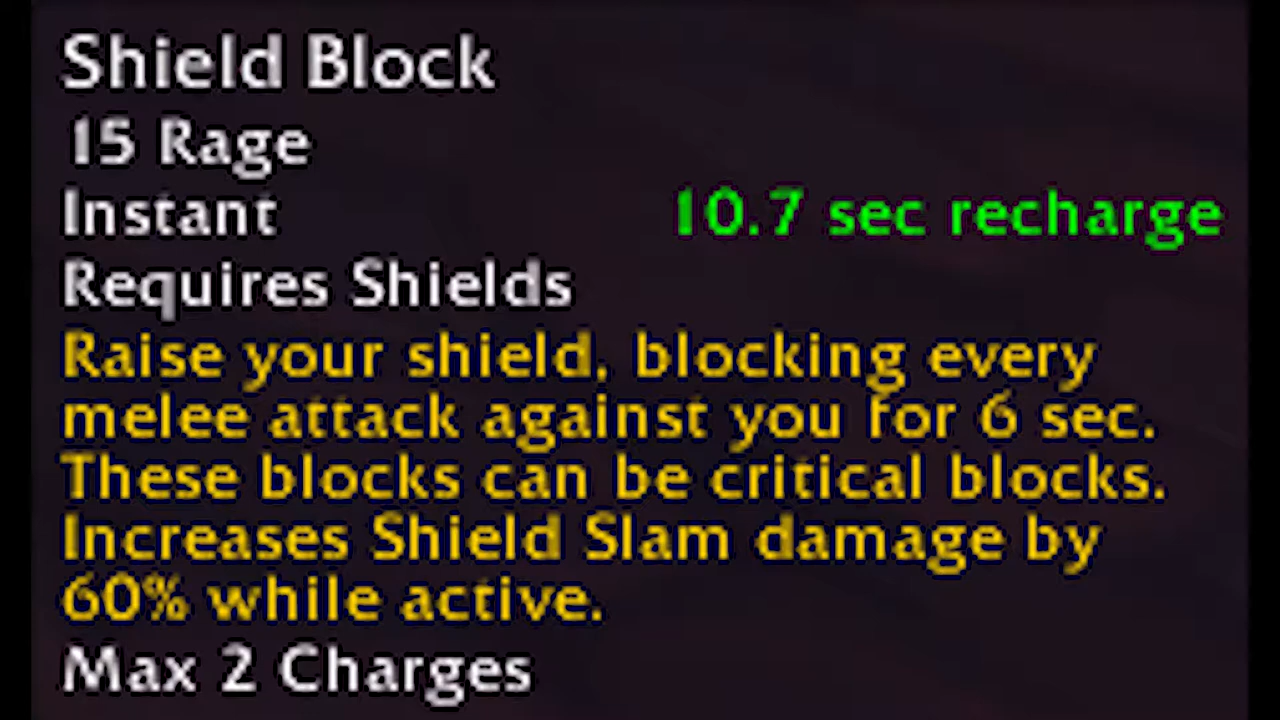 Shield Block
15 Rage
Instant 10.7 sec recharge
Requires Shields
Raise your shield, blocking every
melee attack against you for 6 sec.
These blocks can be critical blocks.
Increases Shield Slam damage by
60% while active.
Max 2 Charges